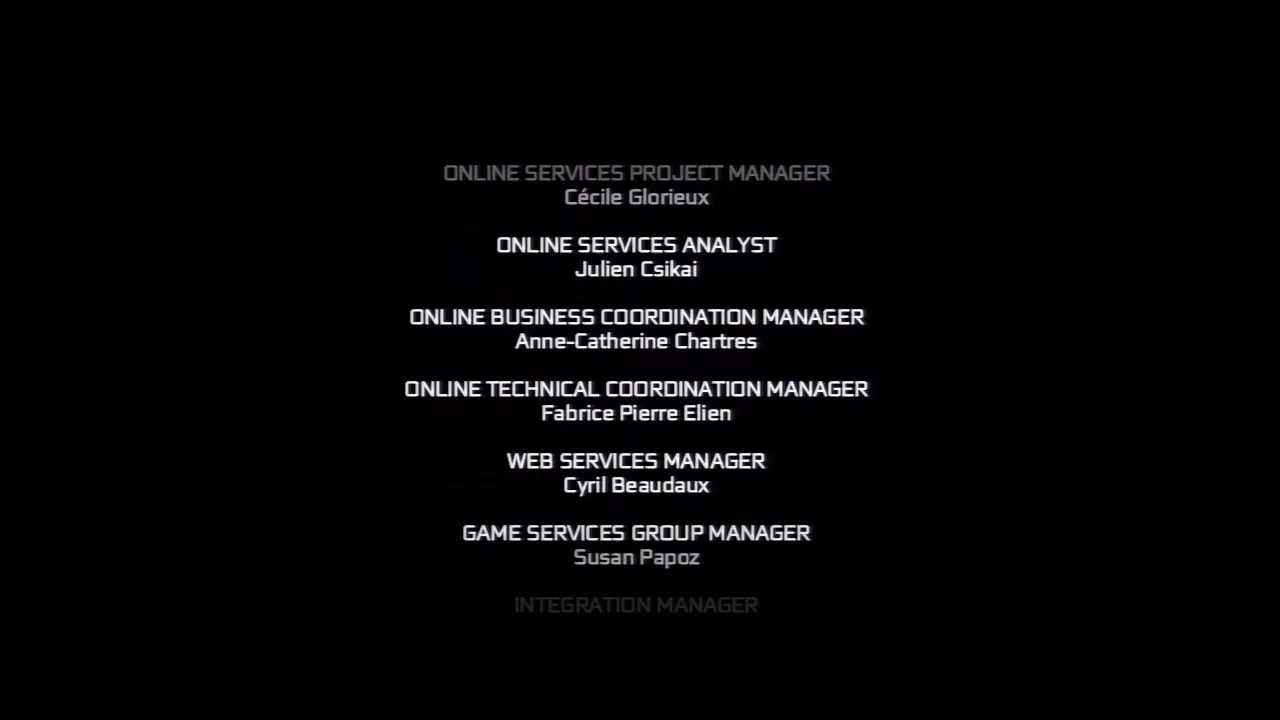 ONLINE SERVICES PROJECT MANAGER
Cécile Glorieux
ONLINE SERVICES ANALYST
Julien Csikai
ONLINE BUSINESS COORDINATION MANAGER
Anne-Catherine Chartres
ONLINE TECHNICAL COORDINATION MANAGER
Fabrice Pierre Elien
WEB SERVICES MANAGER
Cyril Beaudaux
GAME SERVICES GROUP MANAGER
Susan Papoz
INTEGRATION MANAGER